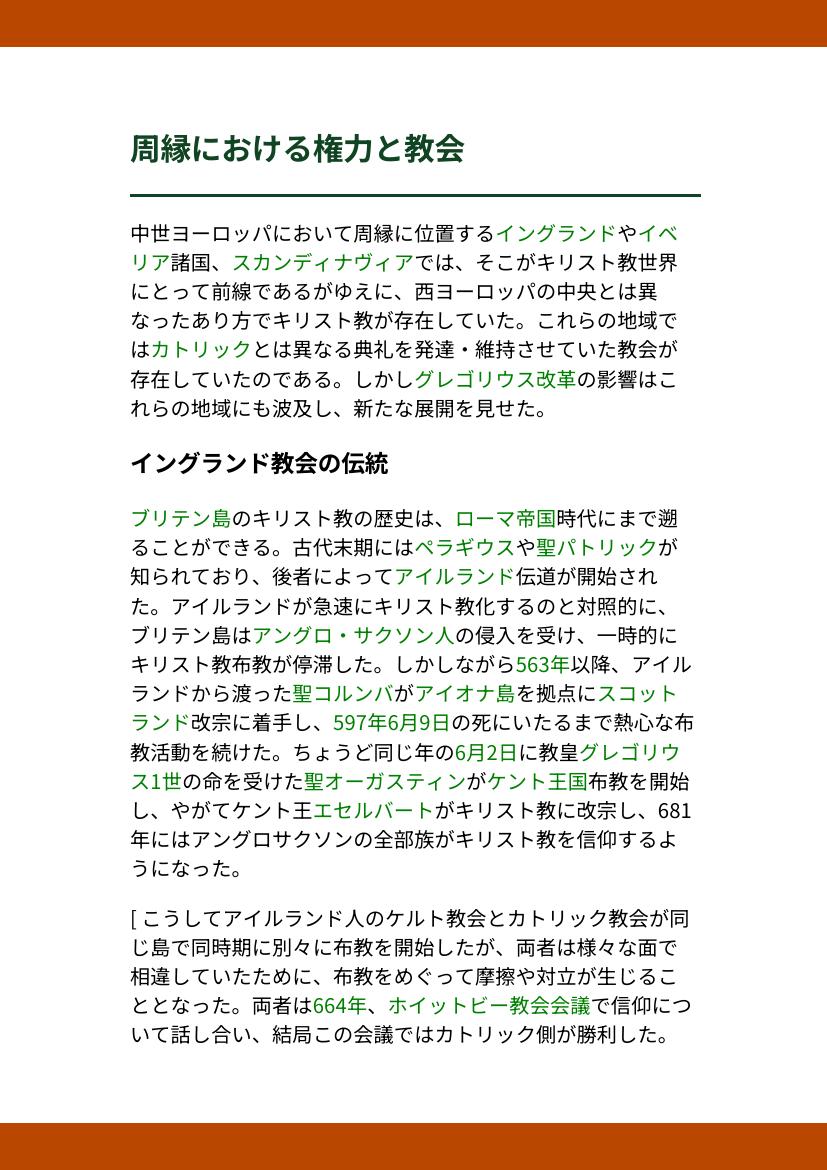 周縁における権力と教会
中世ヨーロッパにおいて周縁に位置するイングランドやイベ
リア諸国、スカンディナヴィアでは、そこがキリスト教世界
にとって前線であるがゆえに、西ヨーロッパの中央とは異
なったあり方でキリスト教が存在していた。これらの地域で
はカトリックとは異なる典礼を発達・維持させていた教会が
存在していたのである。しかしグレゴリウス改革の影響はこ
れらの地域にも波及し、新たな展開を見せた。
イングランド教会の伝統
ブリテン島のキリスト教の歴史は、ローマ帝国時代にまで遡
ることができる。古代末期にはペラギウスや聖パトリックが
知られており、後者によってアイルランド伝道が開始され
た。アイルランドが急速にキリスト教化するのと対照的に、
ブリテン島はアングロ・サクソン人の侵入を受け、一時的に
キリスト教布教が停滞した。しかしながら563年以降、アイル
ランドから渡った聖コルンバがアイオナ島を拠点にスコット
ランド改宗に着手し、597年6月9日の死にいたるまで熱心な布
教活動を続けた。ちょうど同じ年の6月2日に教皇グレゴリウ
ス1世の命を受けた聖オーガスティンがケント王国布教を開始
し、やがてケント王エセルバートがキリスト教に改宗し、681
年にはアングロサクソンの全部族がキリスト教を信仰するよ
うになった。
[ こうしてアイルランド人のケルト教会とカトリック教会が同
じ島で同時期に別々に布教を開始したが、両者は様々な面で
相違していたために、布教をめぐって摩擦や対立が生じるこ
ととなった。両者は664年、ホイットビー教会会議で信仰につ
いて話し合い、結局この会議ではカトリック側が勝利した。